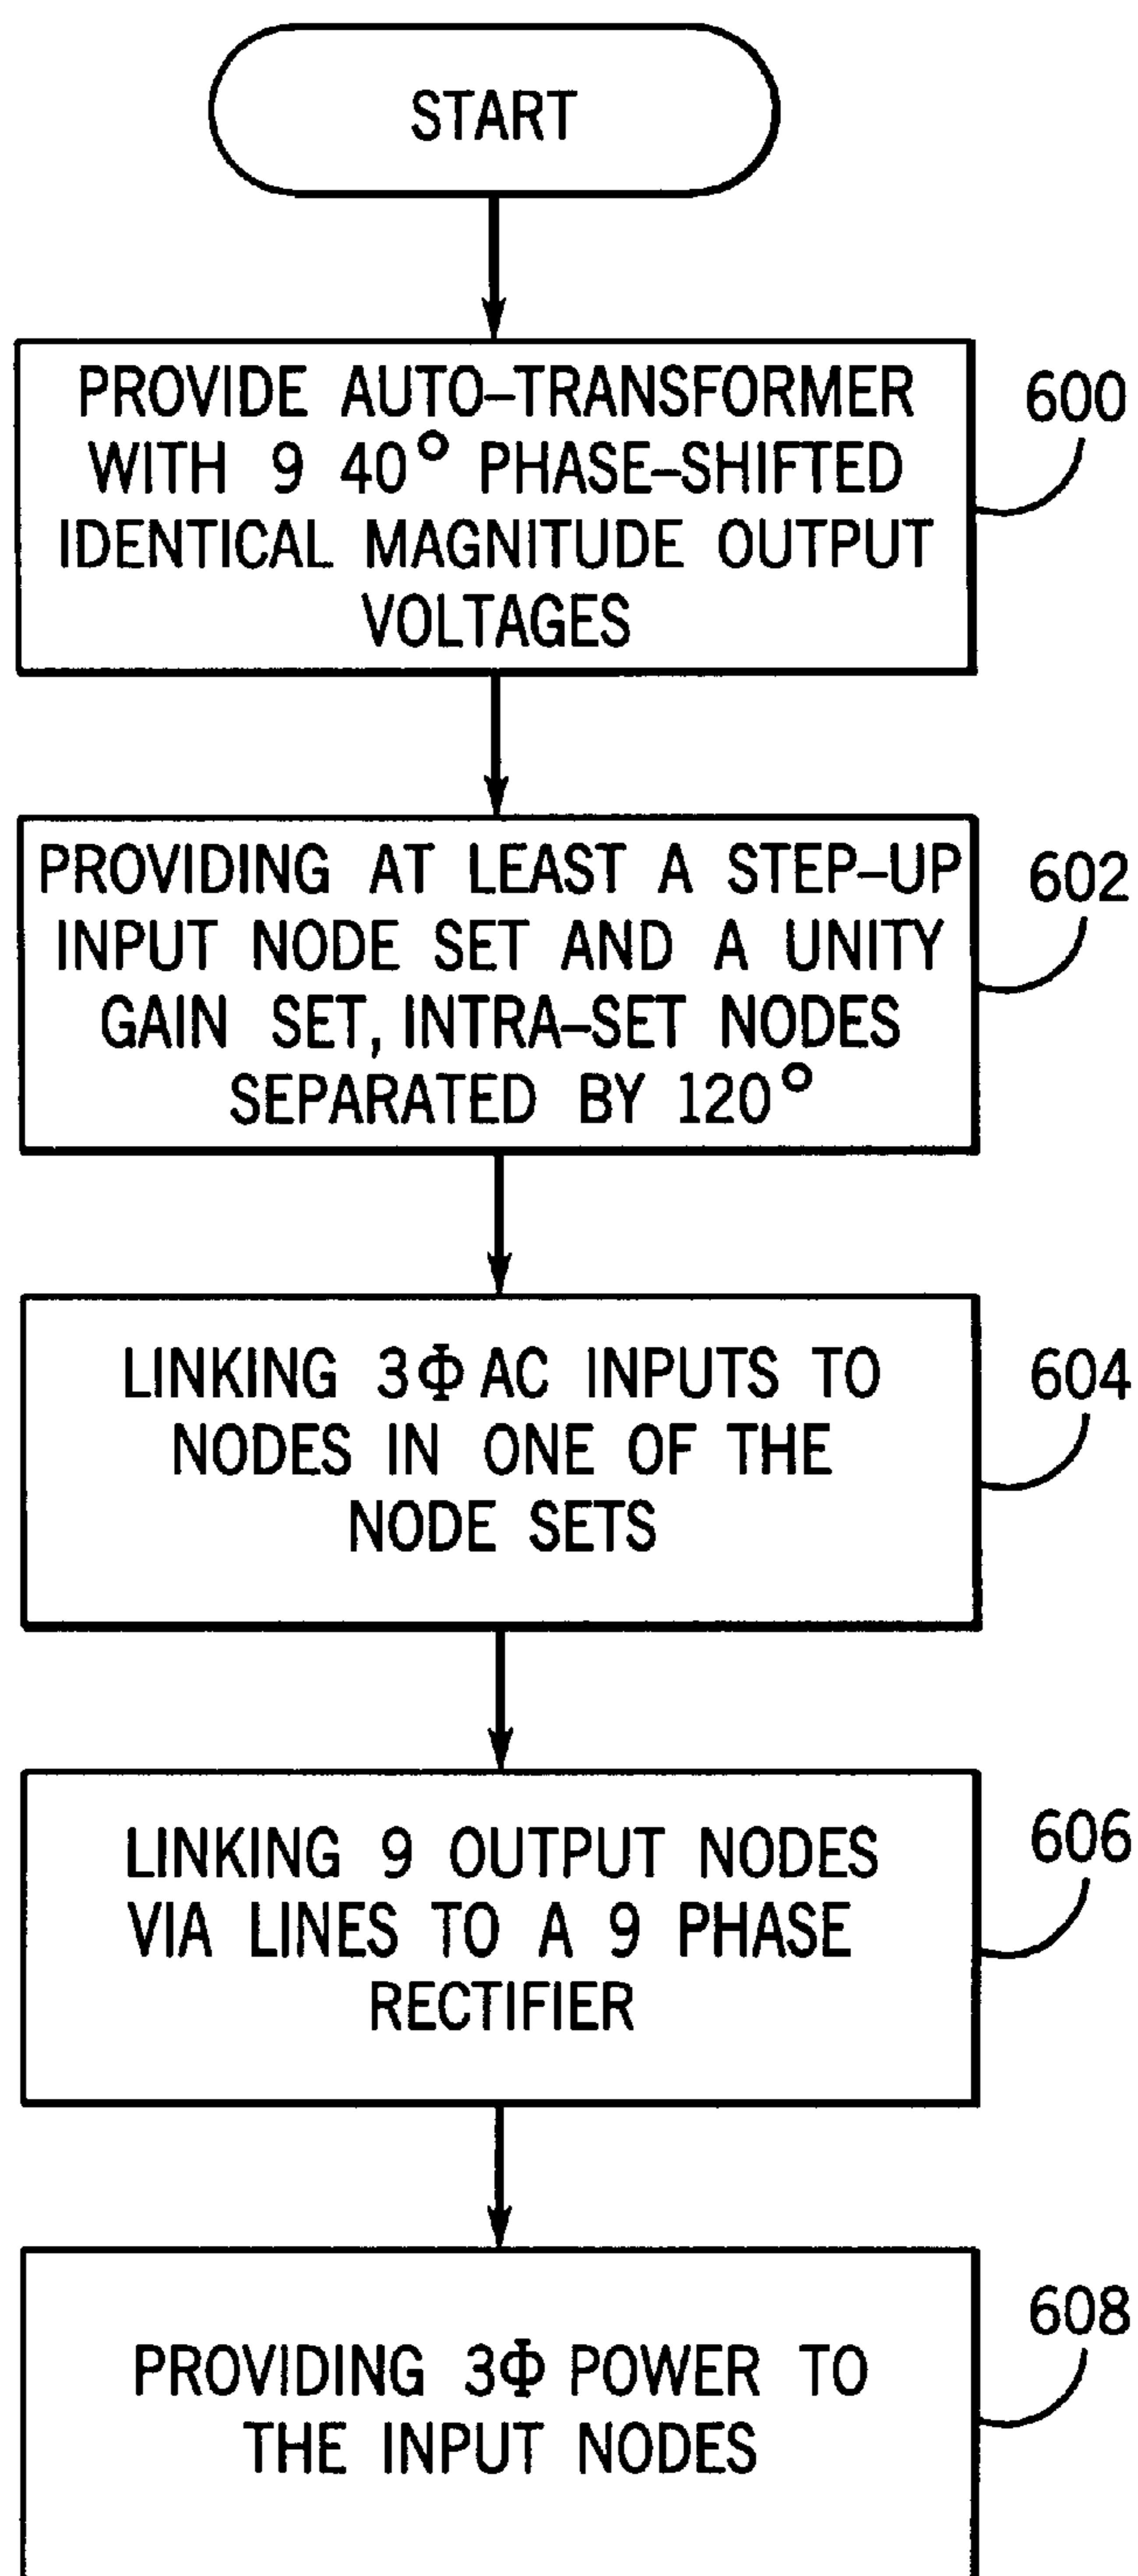 START
PROVIDE AUTO–TRANSFORMER
WITH 9 40° PHASE–SHIFTED
IDENTICAL MAGNITUDE OUTPUT
VOLTAGES
600
PROVIDING AT LEAST A STEP–UP
INPUT NODE SET AND A UNITY
GAIN SET, INTRA–SET NODES
SEPARATED BY 120°
602
LINKING 3Φ AC INPUTS TO
NODES IN ONE OF THE
NODE SETS
604
LINKING 9 OUTPUT NODES
VIA LINES TO A 9 PHASE
RECTIFIER
606
PROVIDING 3Φ POWER TO
THE INPUT NODES
608